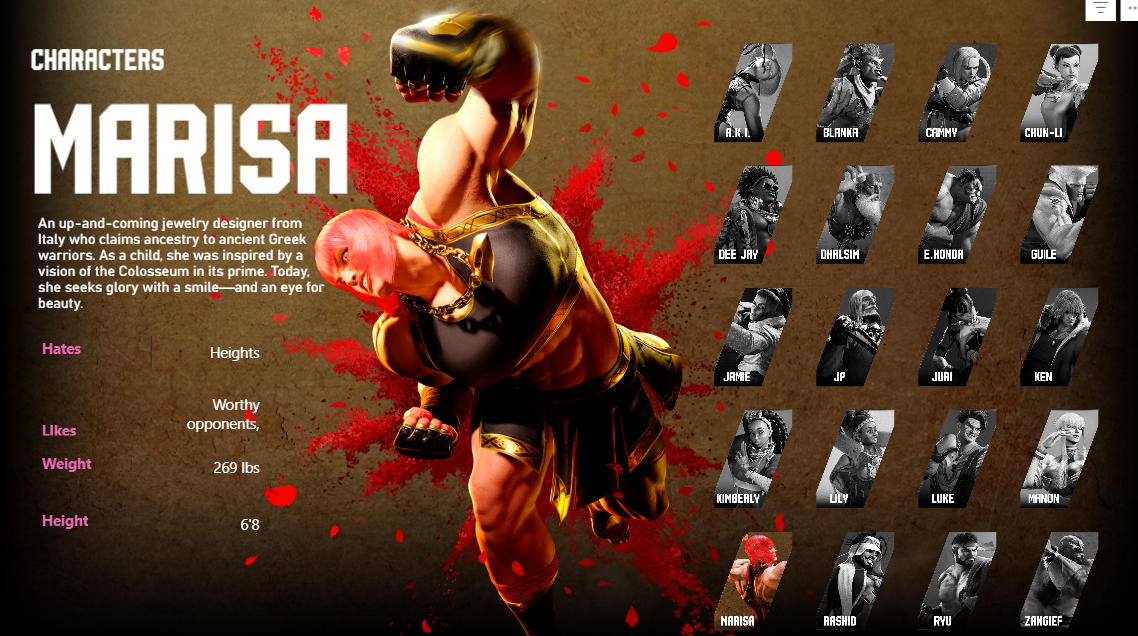 CHARACTERS
MARISA
An up-and-coming jewelry designer from
Italy who claims ancestry to ancient Greek
warriors. As a child, she was inspired by a
vision of the Colosseum in its prime. Today,
she seeks glory with a smile—and an eye for
beauty.
Hates Heights
Likes Worthy
opponents,
Weight 269 lbs
Height 6'8
A.K.I. BLANKA CAMMY CHUN-LI
DEE JAY DHALSIM E.HONDA GUILE
JAMIE JP JURI KEN
KIMBERLY LILY LUKE MANON
MARISA RASHID RYU ZANGIEF